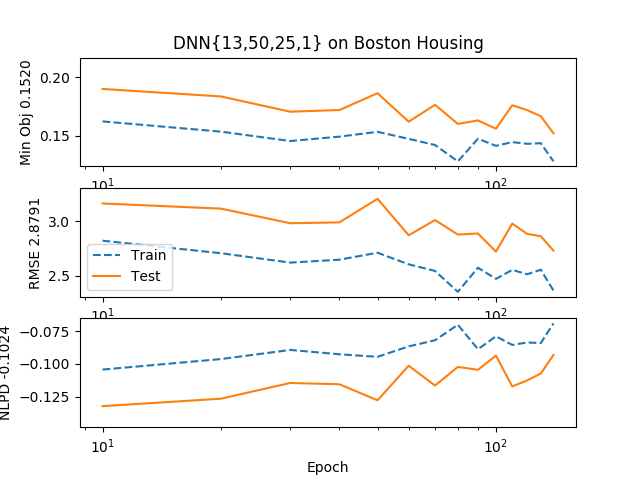 DNN{13,50,25,1} on Boston Housing
Min Obj 0.1520
0.20
0.15
10¹
10²
RMSE 2.8791
3.0
2.5
Train
Test
10¹
10²
NLPD -0.1024
−0.075
−0.100
−0.125
10¹
10²
Epoch